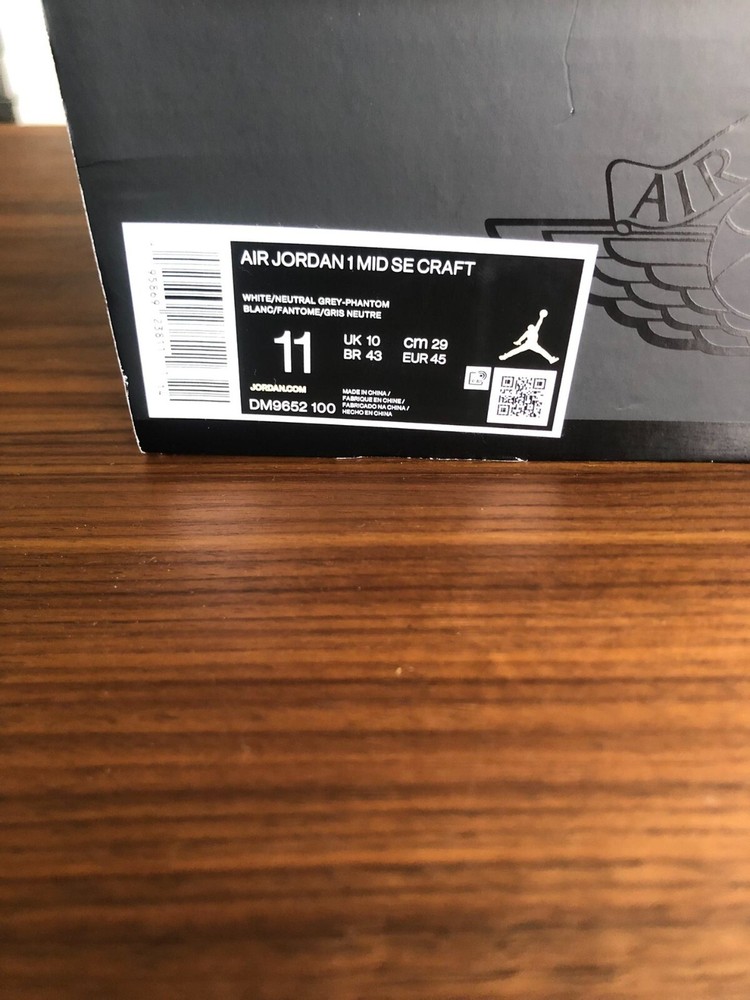 AIR
AIR JORDAN 1 MID SE CRAFT
WHITE/NEUTRAL GREY-PHANTOM
BLANC/FANTOME/GRIS NEUTRE
11
UK 10 cm 29
BR 43 EUR 45
JORDAN.COM
DM9652 100
MADE IN CHINA /
FABRIQUE EN CHINE /
FABRICADO NA CHINA /
HECHO EN CHINA